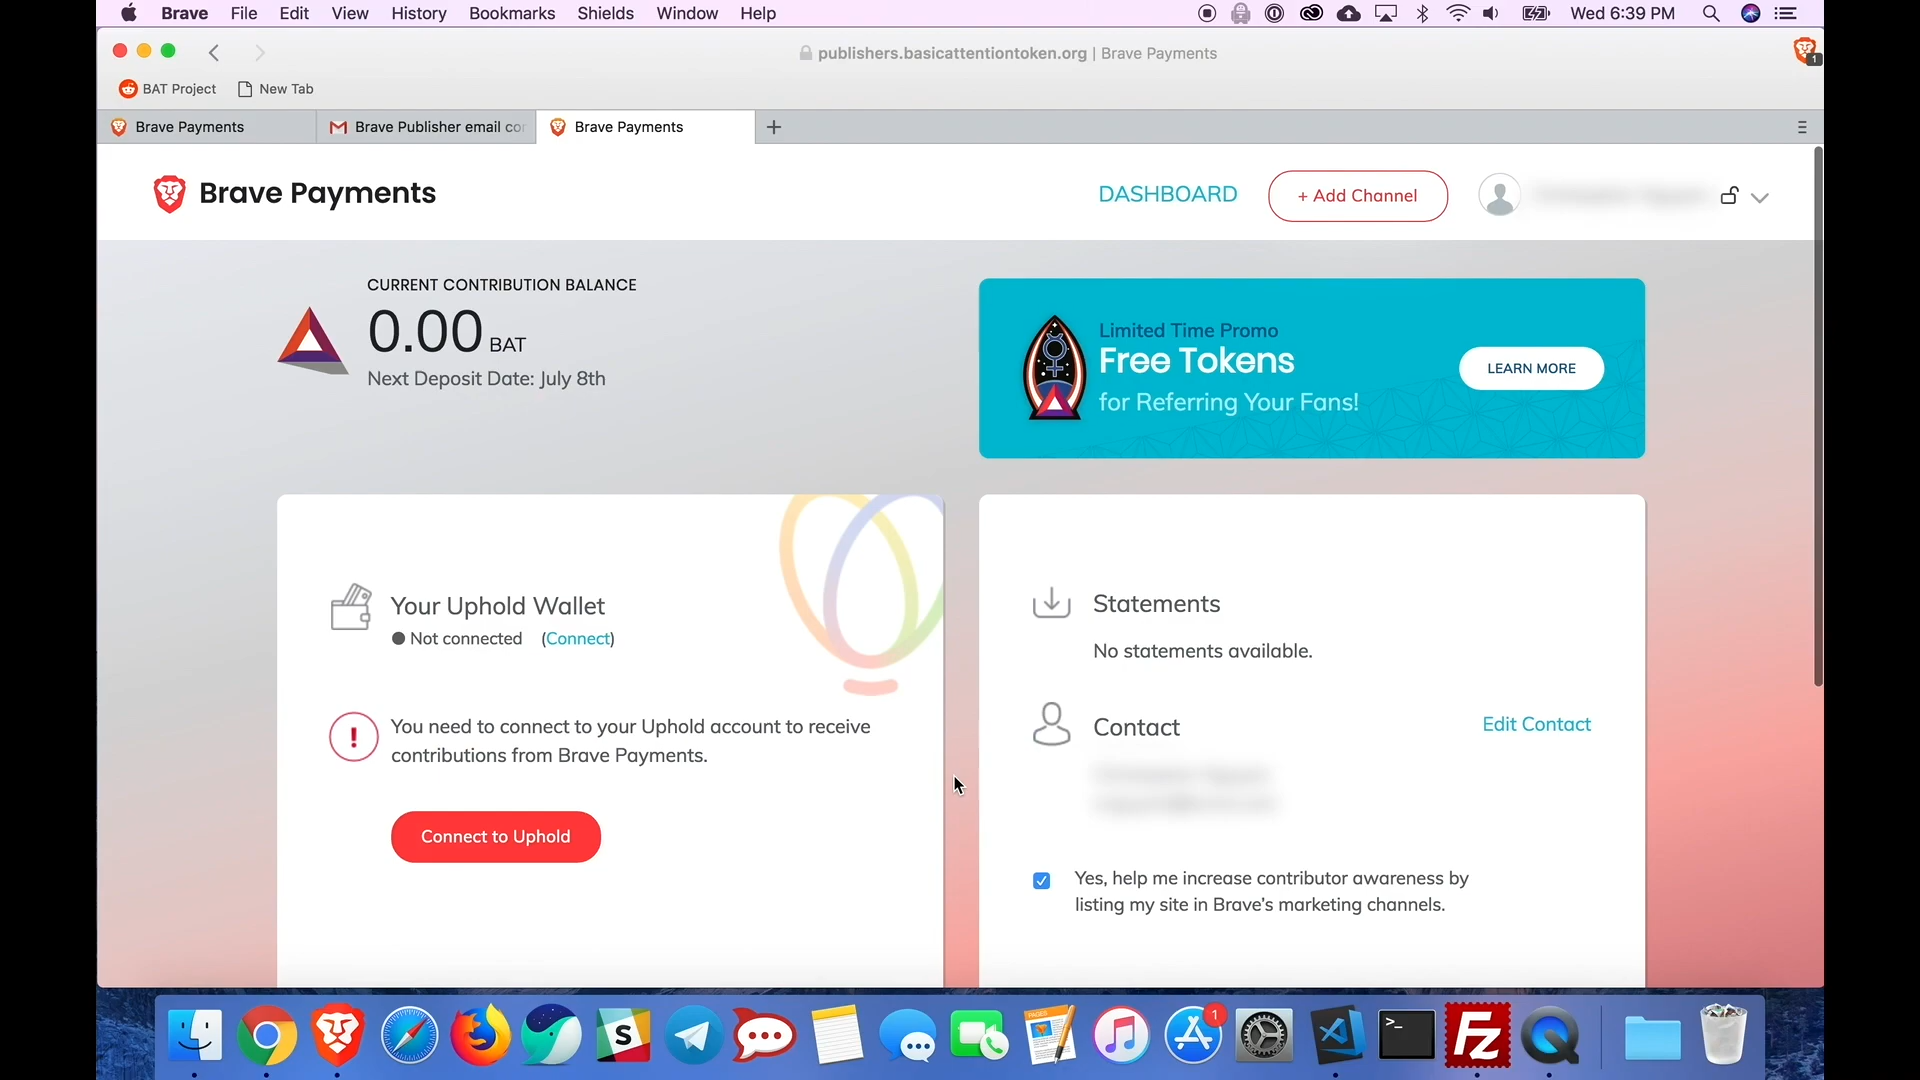 Brave File Edit View History Bookmarks Shields Window Help Wed 6:39 PM
publishers.basicattentiontoken.org | Brave Payments
1
BAT Project New Tab
Brave Payments Brave Publisher email cor Brave Payments
Brave Payments
DASHBOARD
+ Add Channel
CURRENT CONTRIBUTION BALANCE
0.00 BAT
Next Deposit Date: July 8th
Limited Time Promo
Free Tokens
for Referring Your Fans!
LEARN MORE
Your Uphold Wallet
Not connected (Connect)
You need to connect to your Uphold account to receive
contributions from Brave Payments.
Connect to Uphold
Statements
No statements available.
Contact
Edit Contact
Yes, help me increase contributor awareness by
listing my site in Brave's marketing channels.
S
PAGES
1
>_
Fz